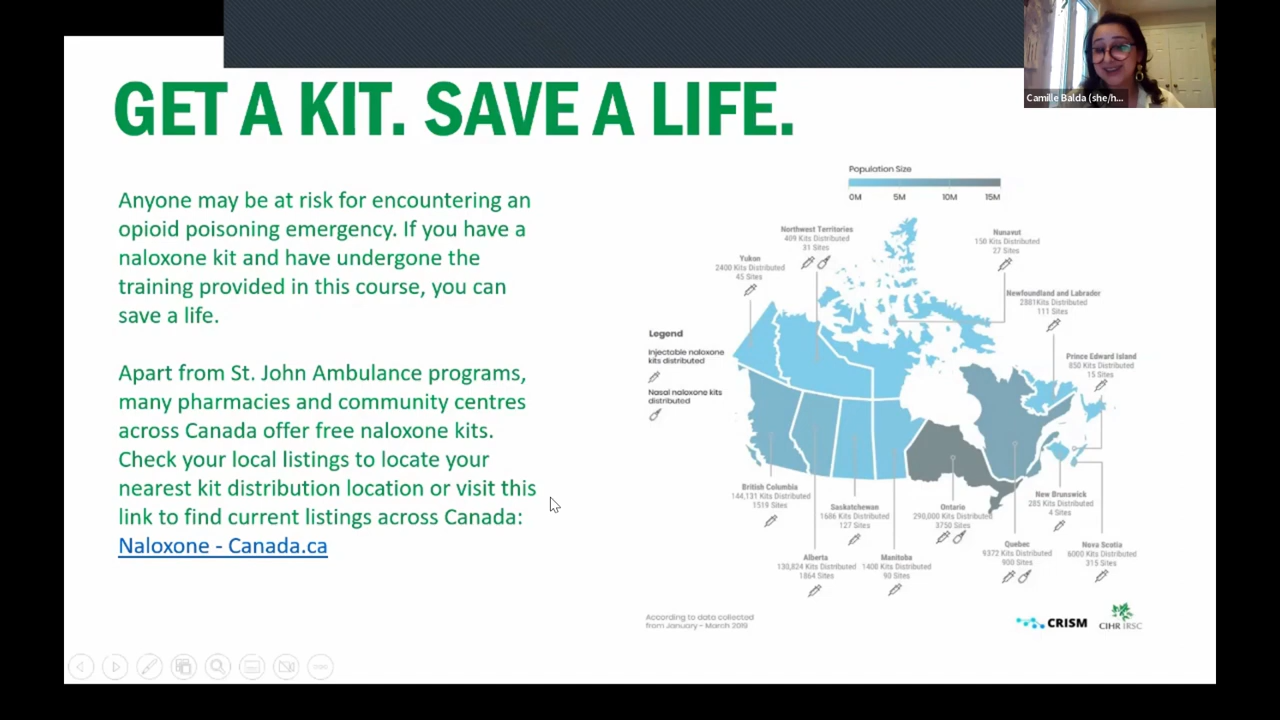 Camille Balda (she/h...
GET A KIT. SAVE A LIFE.
Anyone may be at risk for encountering an
opioid poisoning emergency. If you have a
naloxone kit and have undergone the
training provided in this course, you can
save a life.
Apart from St. John Ambulance programs,
many pharmacies and community centres
across Canada offer free naloxone kits.
Check your local listings to locate your
nearest kit distribution location or visit this
link to find current listings across Canada:
Naloxone - Canada.ca
Population Size
0M 5M 10M 15M
Northwest Territories
409 Kits Distributed
31 Sites
Nunavut
150 Kits Distributed
27 Sites
Yukon
2400 Kits Distributed
45 Sites
Newfoundland and Labrador
2881Kits Distributed
111 Sites
Legend
Injectable naloxone
kits distributed
Nasal naloxone kits
distributed
Prince Edward Island
850 Kits Distributed
15 Sites
British Columbia
144,131 Kits Distributed
1519 Sites
Saskatchewan
1686 Kits Distributed
127 Sites
Ontario
290,000 Kits Distributed
3750 Sites
New Brunswick
285 Kits Distributed
4 Sites
Alberta
130,824 Kits Distributed
1864 Sites
Manitoba
1400 Kits Distributed
90 Sites
Quebec
9372 Kits Distributed
900 Sites
Nova Scotia
6000 Kits Distributed
315 Sites
According to data collected
from January - March 2019
CRISM
CIHR IRSC